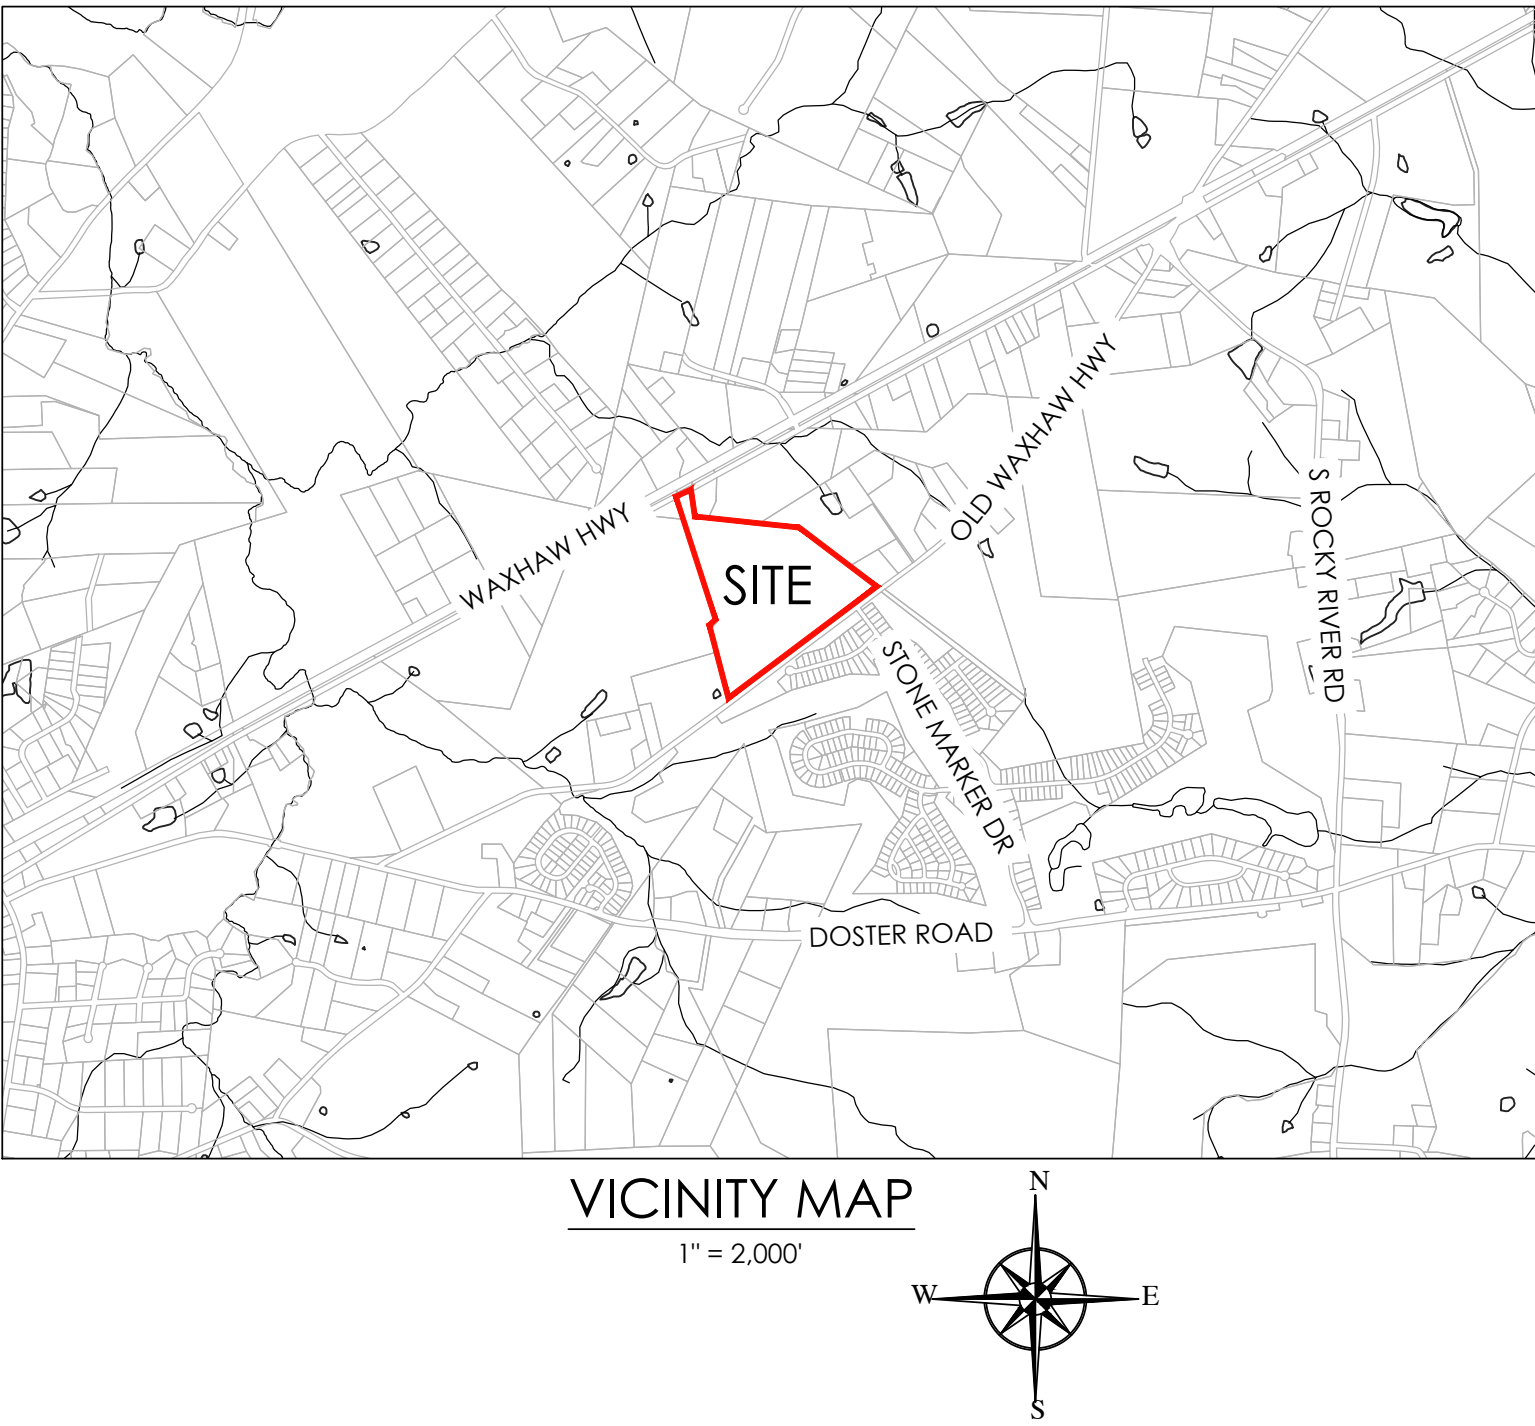 OLD WAXHAW HWY
WAXHAW HWY
SITE
S ROCKY RIVER RD
STONE MARKER DR
DOSTER ROAD
VICINITY MAP
1" = 2,000'
N
W
E
S